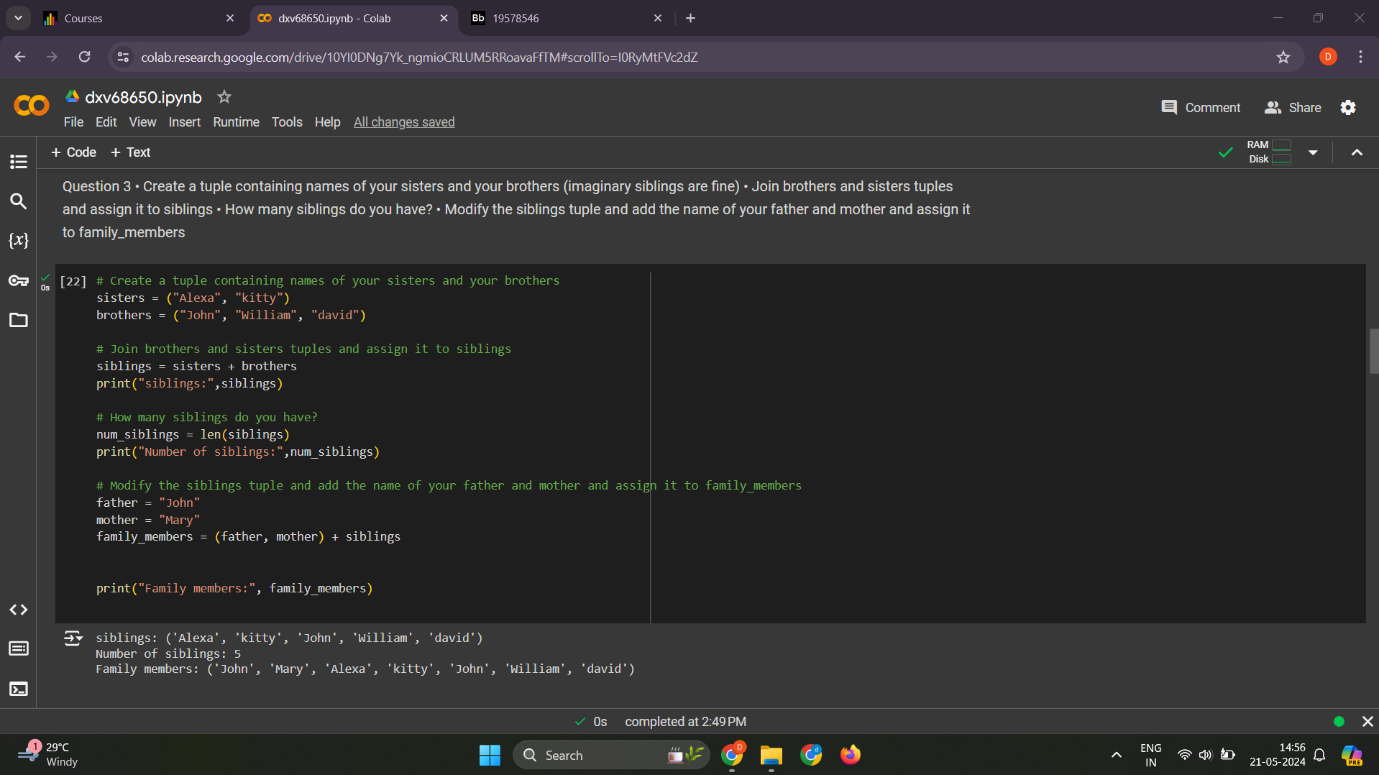 Courses
dxv68650.ipynb - Colab
Bb 19578546
colab.research.google.com/drive/10YI0DNg7Yk_ngmioCRLUM5RRoavaFfTM#scrollTo=I0RyMtFVc2dZ
D
dxv68650.ipynb
Comment
Share
File Edit View Insert Runtime Tools Help All changes saved
+ Code + Text
RAM
Disk
Question 3 • Create a tuple containing names of your sisters and your brothers (imaginary siblings are fine) • Join brothers and sisters tuples
and assign it to siblings • How many siblings do you have? • Modify the siblings tuple and add the name of your father and mother and assign it
to family_members
0s
[22] # Create a tuple containing names of your sisters and your brothers
sisters = ("Alexa", "kitty")
brothers = ("John", "William", "david")
# Join brothers and sisters tuples and assign it to siblings
siblings = sisters + brothers
print("siblings:",siblings)
# How many siblings do you have?
num_siblings = len(siblings)
print("Number of siblings:",num_siblings)
# Modify the siblings tuple and add the name of your father and mother and assign it to family_members
father = "John"
mother = "Mary"
family_members = (father, mother) + siblings
print("Family members:", family_members)
siblings: ('Alexa', 'kitty', 'John', 'William', 'david')
Number of siblings: 5
Family members: ('John', 'Mary', 'Alexa', 'kitty', 'John', 'William', 'david')
0s completed at 2:49 PM
1
29°C
Windy
Search
ENG
IN
14:56
21-05-2024
PRE